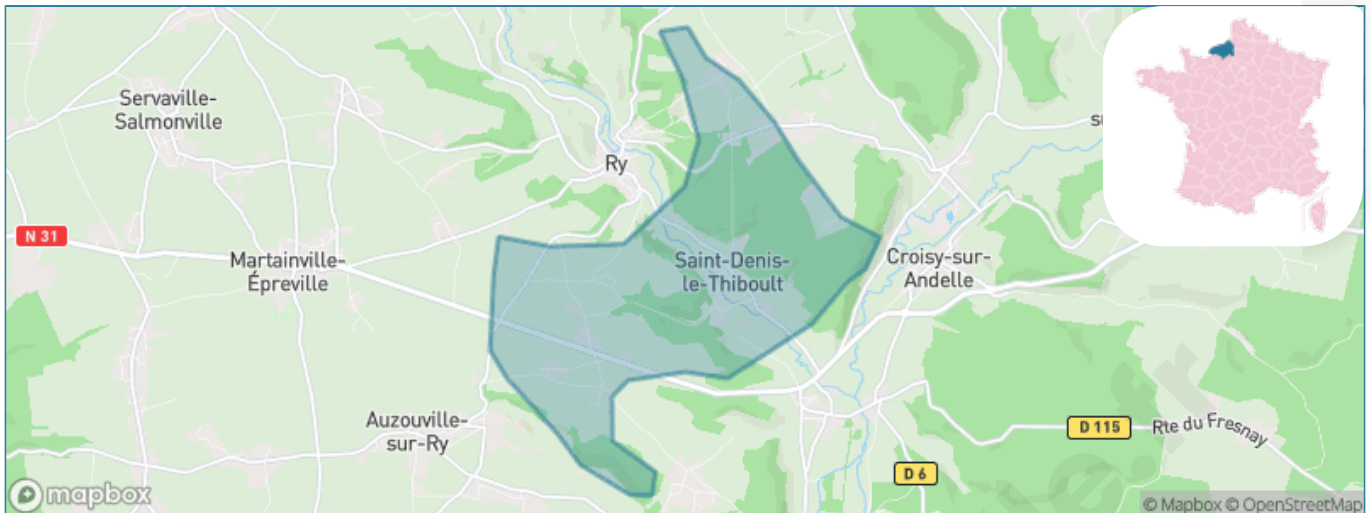 Servaville-
Salmonville
Ry
su
N 31
Martainville-
Épreville
Saint-Denis-
le-Thiboult
Croisy-sur-
Andelle
Auzouville-
sur-Ry
D 115
Rte du Fresnay
D 6
mapbox
© Mapbox © OpenStreetMap